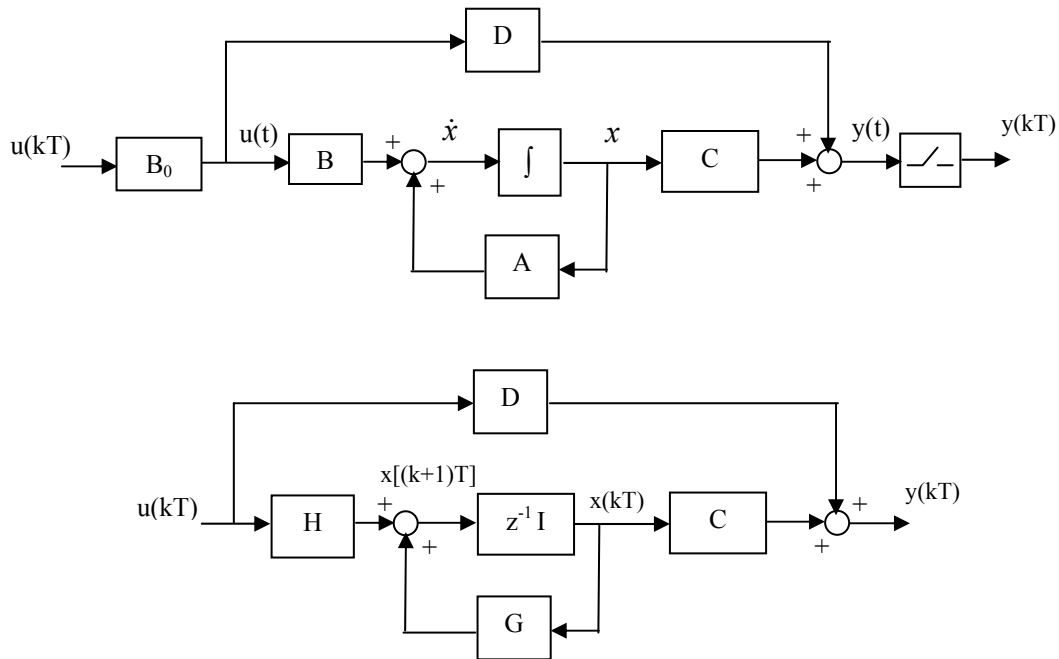 D
u(kT)
B₀
u(t)
B
+
ẋ
∫
x
C
+
y(t)
y(kT)
+
+
A
D
u(kT)
H
+
x[(k+1)T]
z⁻¹ I
x(kT)
C
+
y(kT)
+
+
G